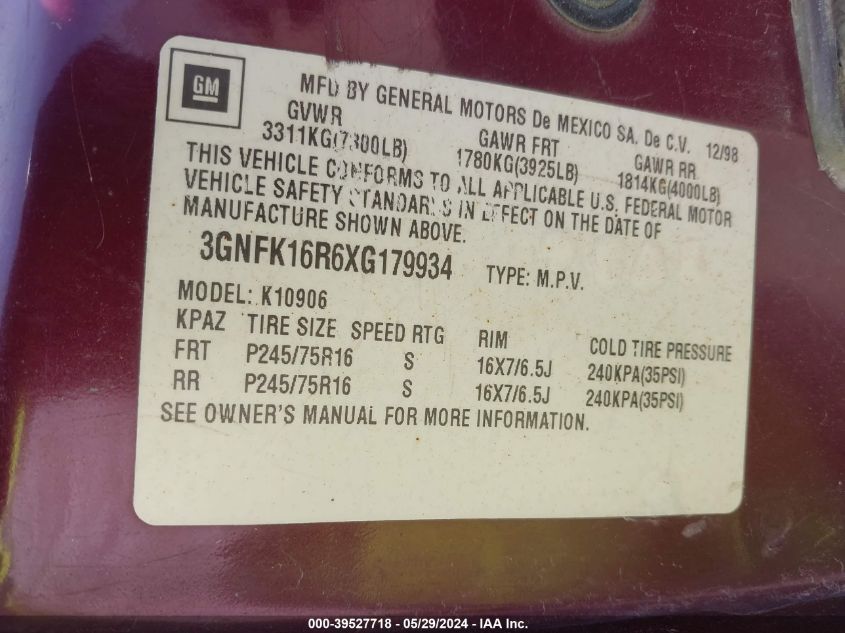 GM
MFD BY GENERAL MOTORS De MEXICO SA. De C.V. 12/98
GVWR GAWR FRT GAWR RR
3311KG(7300LB) 1780KG(3925LB) 1814KG(4000LB)
THIS VEHICLE CONFORMS TO ALL APPLICABLE U.S. FEDERAL MOTOR
VEHICLE SAFETY STANDARDS IN EFFECT ON THE DATE OF
MANUFACTURE SHOWN ABOVE.
3GNFK16R6XG179934 TYPE: M.P.V.
MODEL: K10906
KPAZ TIRE SIZE SPEED RTG RIM COLD TIRE PRESSURE
FRT P245/75R16 S 16X7/6.5J 240KPA(35PSI)
RR P245/75R16 S 16X7/6.5J 240KPA(35PSI)
SEE OWNER'S MANUAL FOR MORE INFORMATION.
000-39527718 - 05/29/2024 - IAA Inc.